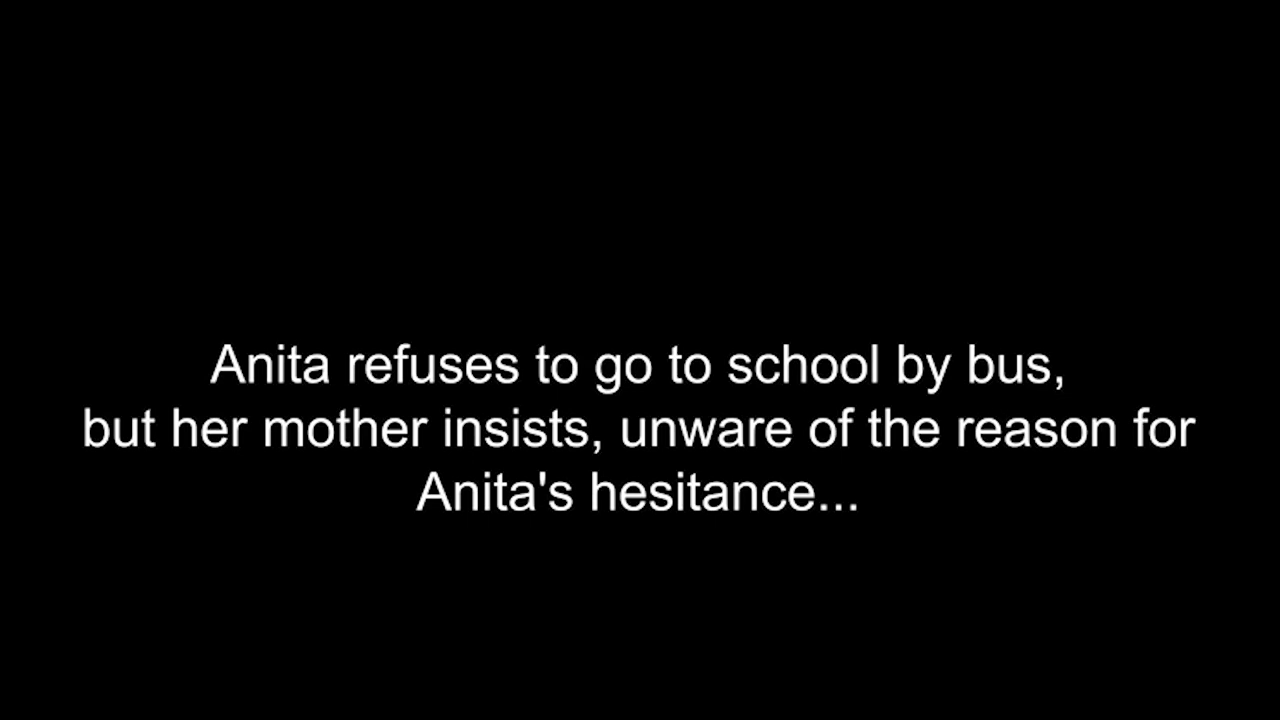 Anita refuses to go to school by bus,
but her mother insists, unware of the reason for
Anita's hesitance...